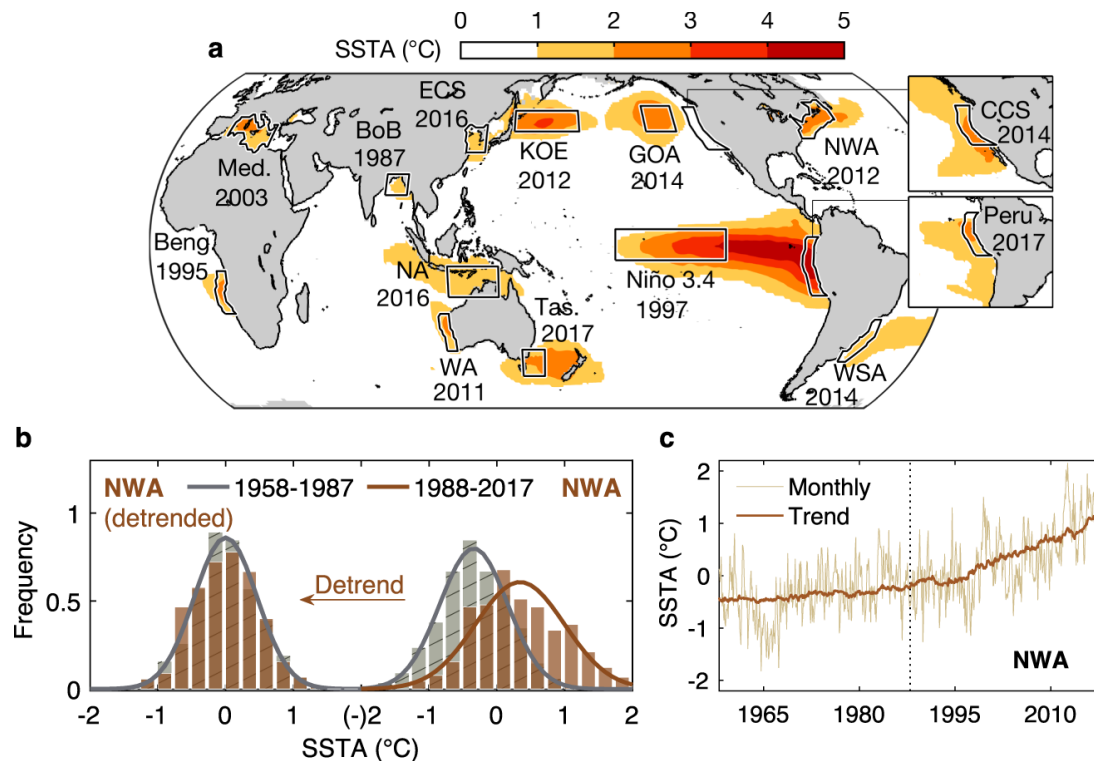 0 1 2 3 4 5
SSTA (°C)
a
ECS
2016
BoB
1987
Med.
2003
Beng
1995
KOE
2012
GOA
2014
NWA
2012
CCS
2014
Peru
2017
NA
2016
Niño 3.4
1997
Tas.
2017
WA
2011
WSA
2014
b
NWA 1958-1987 1988-2017 NWA
(detrended)
Detrend
Frequency
1
0.5
0
-2 -1 0 1 (-)2 -1 0 1 2
SSTA (°C)
c
Monthly
Trend
SSTA (°C)
2
1
0
-1
-2
NWA
1965 1980 1995 2010